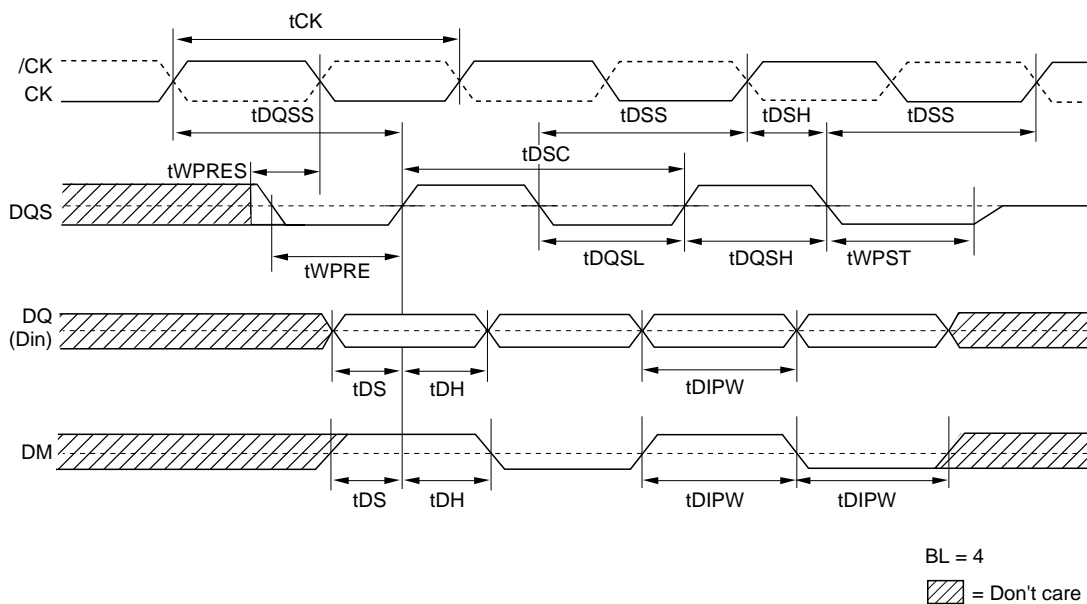 tCK
/CK
CK
tDQSS
tDSS
tDSH
tDSS
tDSC
tWPRES
DQS
tWPRE
tDQSL
tDQSH
tWPST
DQ
(Din)
tDS
tDH
tDIPW
DM
tDS
tDH
tDIPW
tDIPW
BL = 4
= Don't care